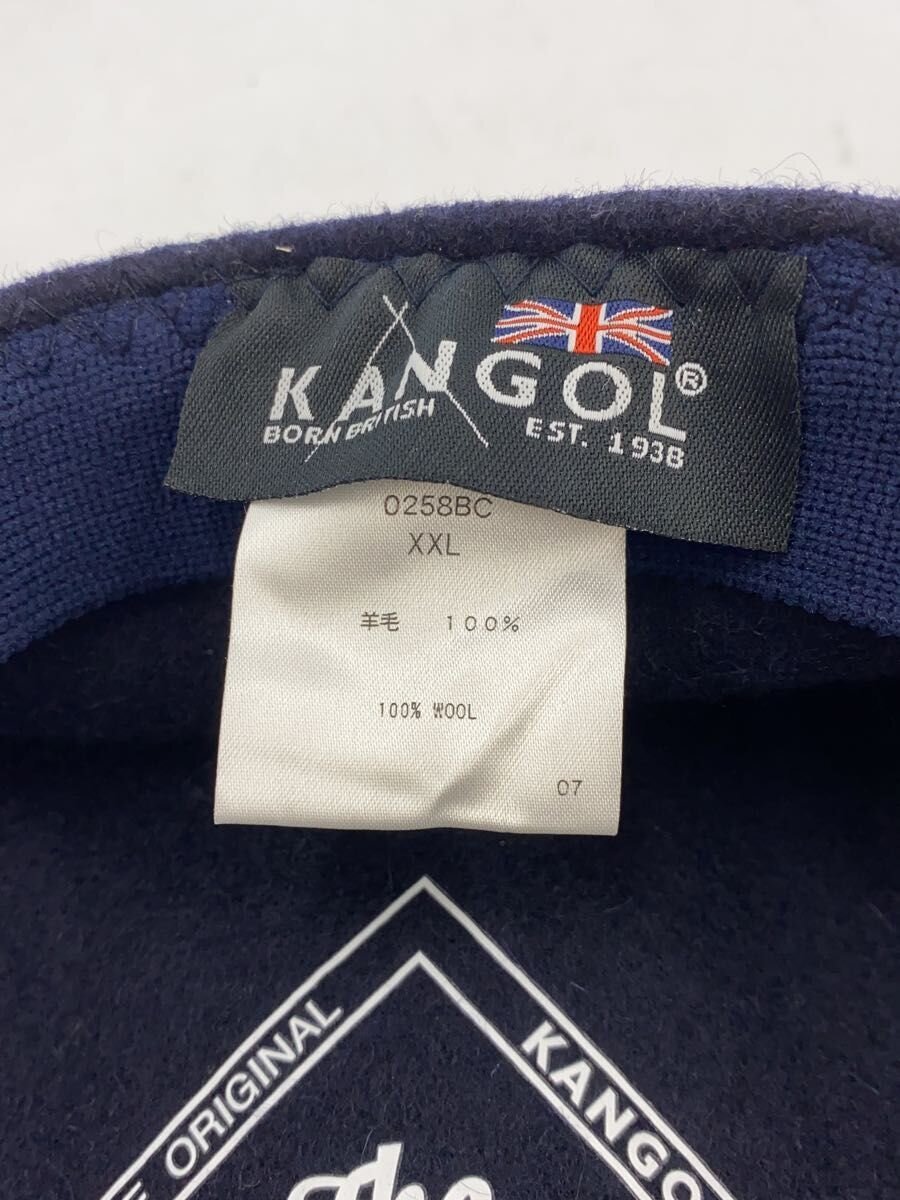 KANGOL®
BORN BRITISH EST. 1938
0258BC
XXL
羊毛 100%
100% WOOL
07
ORIGINAL
KANGO
The